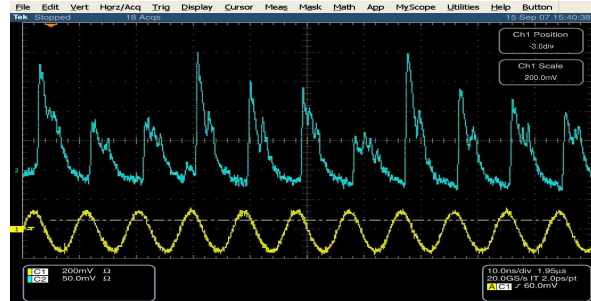 File Edit Vert Horz/Acq Trig Display Cursor Meas Mask Math App MyScope Utilities Help Button
Tek Stopped 18 Acqs 15 Sep 07 15:40:38
Ch1 Position
-3.0div
Ch1 Scale
200.0mV
2
1
C1 200mV Ω
C2 50.0mV Ω
10.0ns/div 1.95µs
20.0GS/s IT 2.0ps/pt
A C1 60.0mV